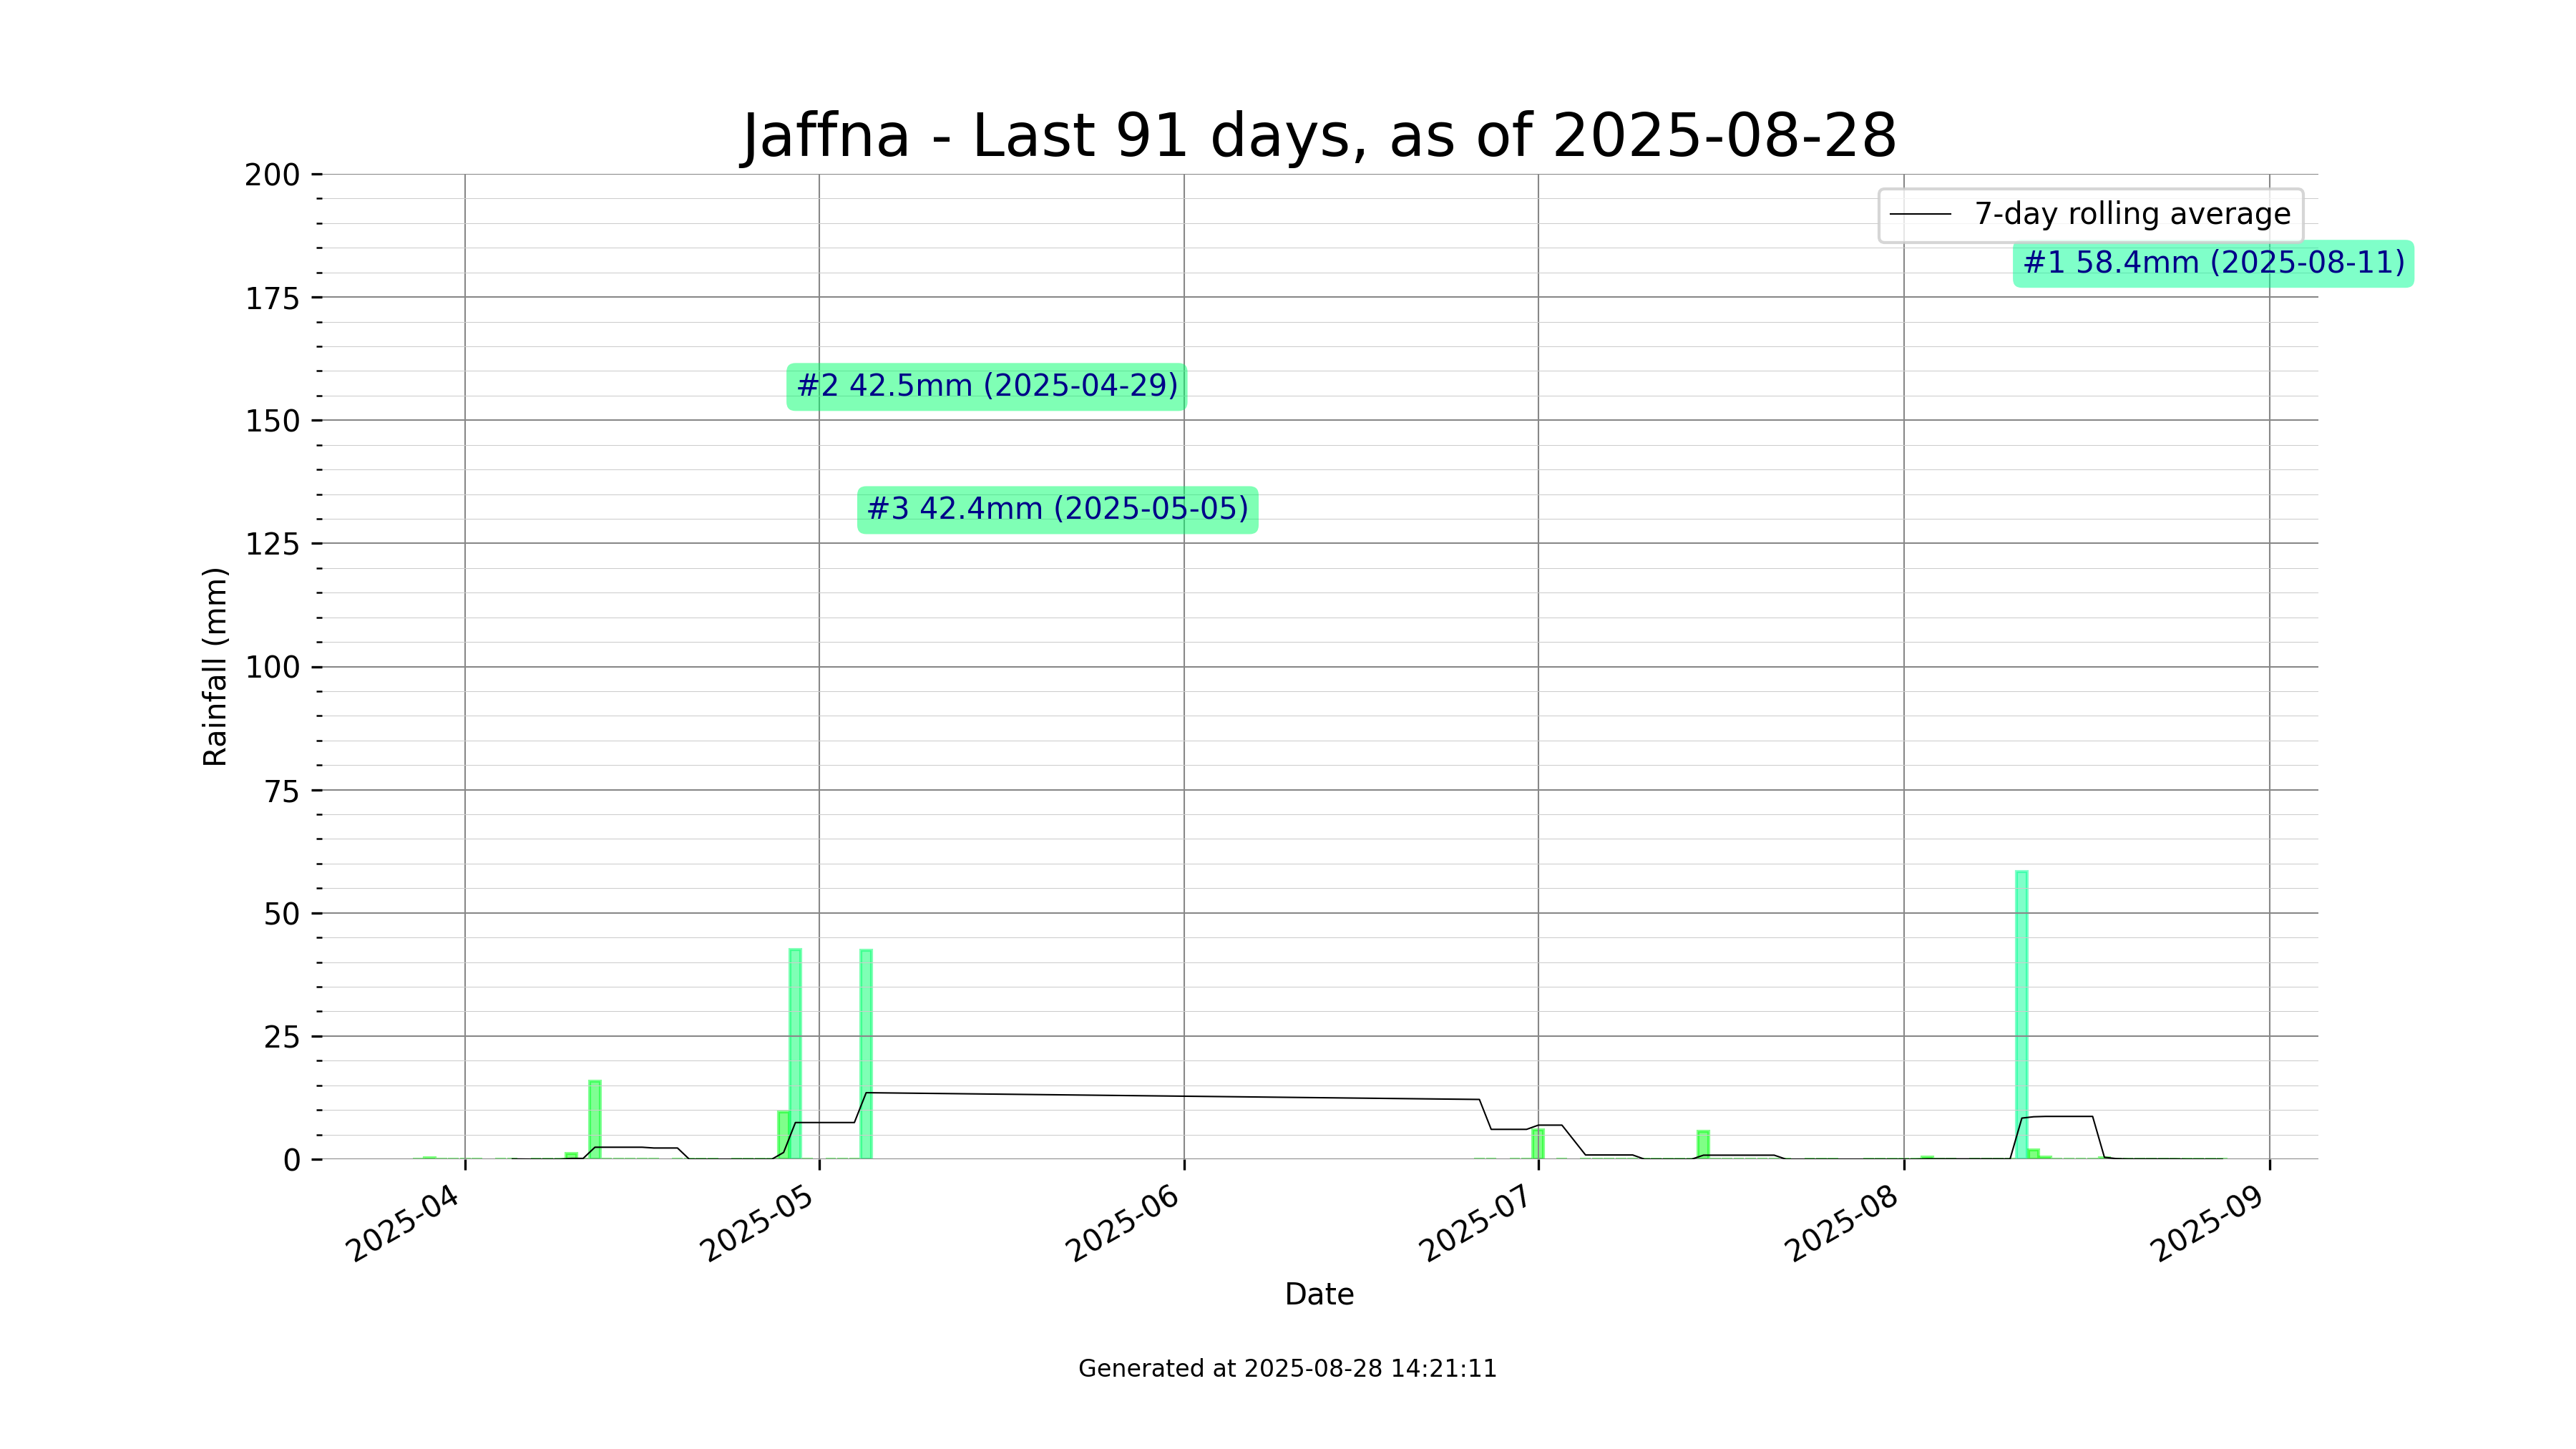 Jaffna - Last 91 days, as of 2025-08-28
7-day rolling average
#1 58.4mm (2025-08-11)
#2 42.5mm (2025-04-29)
#3 42.4mm (2025-05-05)
Rainfall (mm)
200
175
150
125
100
75
50
25
0
2025-04
2025-05
2025-06
2025-07
2025-08
2025-09
Date
Generated at 2025-08-28 14:21:11